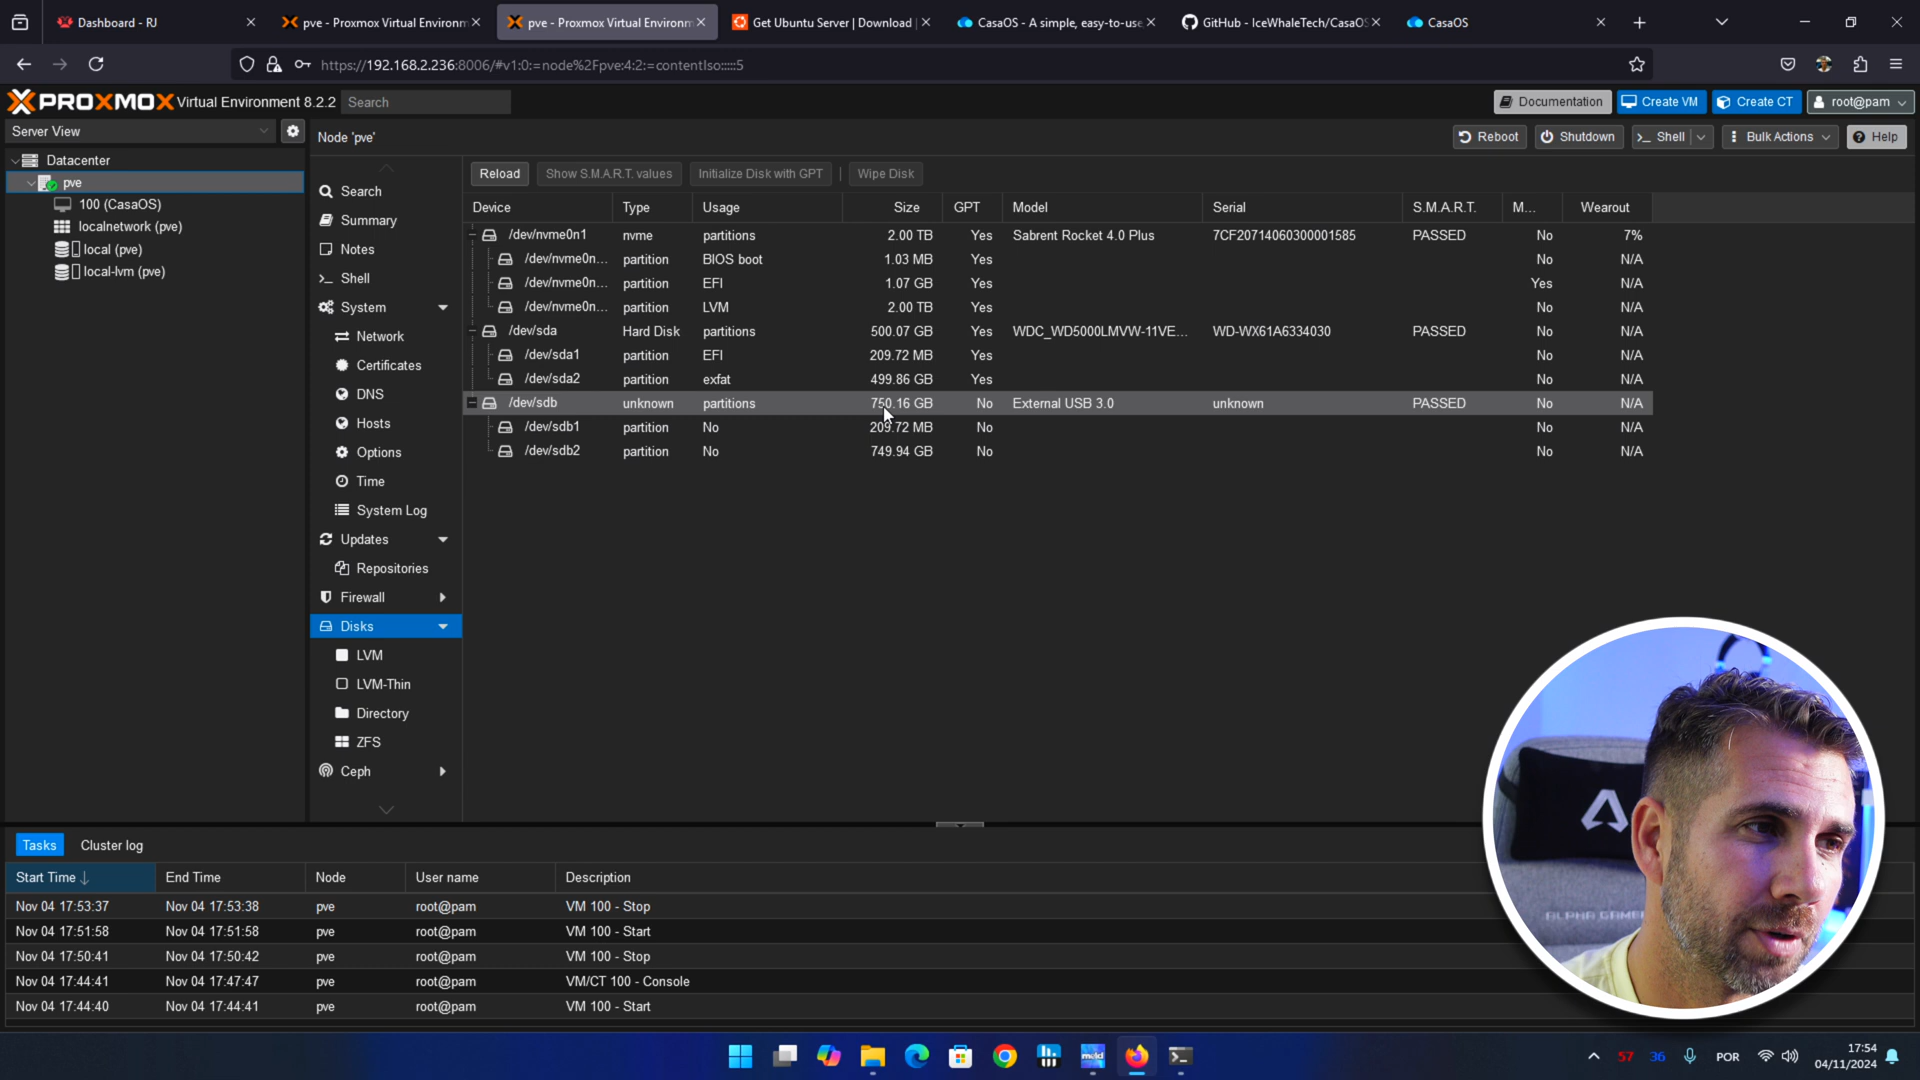 Dashboard - RJ
pve - Proxmox Virtual Environm
pve - Proxmox Virtual Environm
Get Ubuntu Server | Download |
CasaOS - A simple, easy-to-use,
GitHub - IceWhaleTech/CasaOS
CasaOS
https://192.168.2.236:8006/#v1:0:=node%2Fpve:4:2:=contentIso:::::5
PROXMOX Virtual Environment 8.2.2
Search
Documentation
Create VM
Create CT
root@pam
Server View
Node 'pve'
Reboot
Shutdown
>_ Shell
Bulk Actions
Help
Datacenter
pve
100 (CasaOS)
localnetwork (pve)
local (pve)
local-lvm (pve)
Search
Summary
Notes
>_ Shell
System
Network
Certificates
DNS
Hosts
Options
Time
System Log
Updates
Repositories
Firewall
Disks
LVM
LVM-Thin
Directory
ZFS
Ceph
Reload
Show S.M.A.R.T. values
Initialize Disk with GPT
Wipe Disk
Device Type Usage Size GPT Model Serial S.M.A.R.T. M... Wearout
/dev/nvme0n1 nvme partitions 2.00 TB Yes Sabrent Rocket 4.0 Plus 7CF20714060300001585 PASSED No 7%
/dev/nvme0n... partition BIOS boot 1.03 MB Yes No N/A
/dev/nvme0n... partition EFI 1.07 GB Yes Yes N/A
/dev/nvme0n... partition LVM 2.00 TB Yes No N/A
/dev/sda Hard Disk partitions 500.07 GB Yes WDC_WD5000LMVW-11VE... WD-WX61A6334030 PASSED No N/A
/dev/sda1 partition EFI 209.72 MB Yes No N/A
/dev/sda2 partition exfat 499.86 GB Yes No N/A
/dev/sdb unknown partitions 750.16 GB No External USB 3.0 unknown PASSED No N/A
/dev/sdb1 partition No 209.72 MB No No N/A
/dev/sdb2 partition No 749.94 GB No No N/A
Tasks Cluster log
Start Time End Time Node User name Description
Nov 04 17:53:37 Nov 04 17:53:38 pve root@pam VM 100 - Stop
Nov 04 17:51:58 Nov 04 17:51:58 pve root@pam VM 100 - Start
Nov 04 17:50:41 Nov 04 17:50:42 pve root@pam VM 100 - Stop
Nov 04 17:44:41 Nov 04 17:47:47 pve root@pam VM/CT 100 - Console
Nov 04 17:44:40 Nov 04 17:44:41 pve root@pam VM 100 - Start
57 36 POR 17:54
04/11/2024